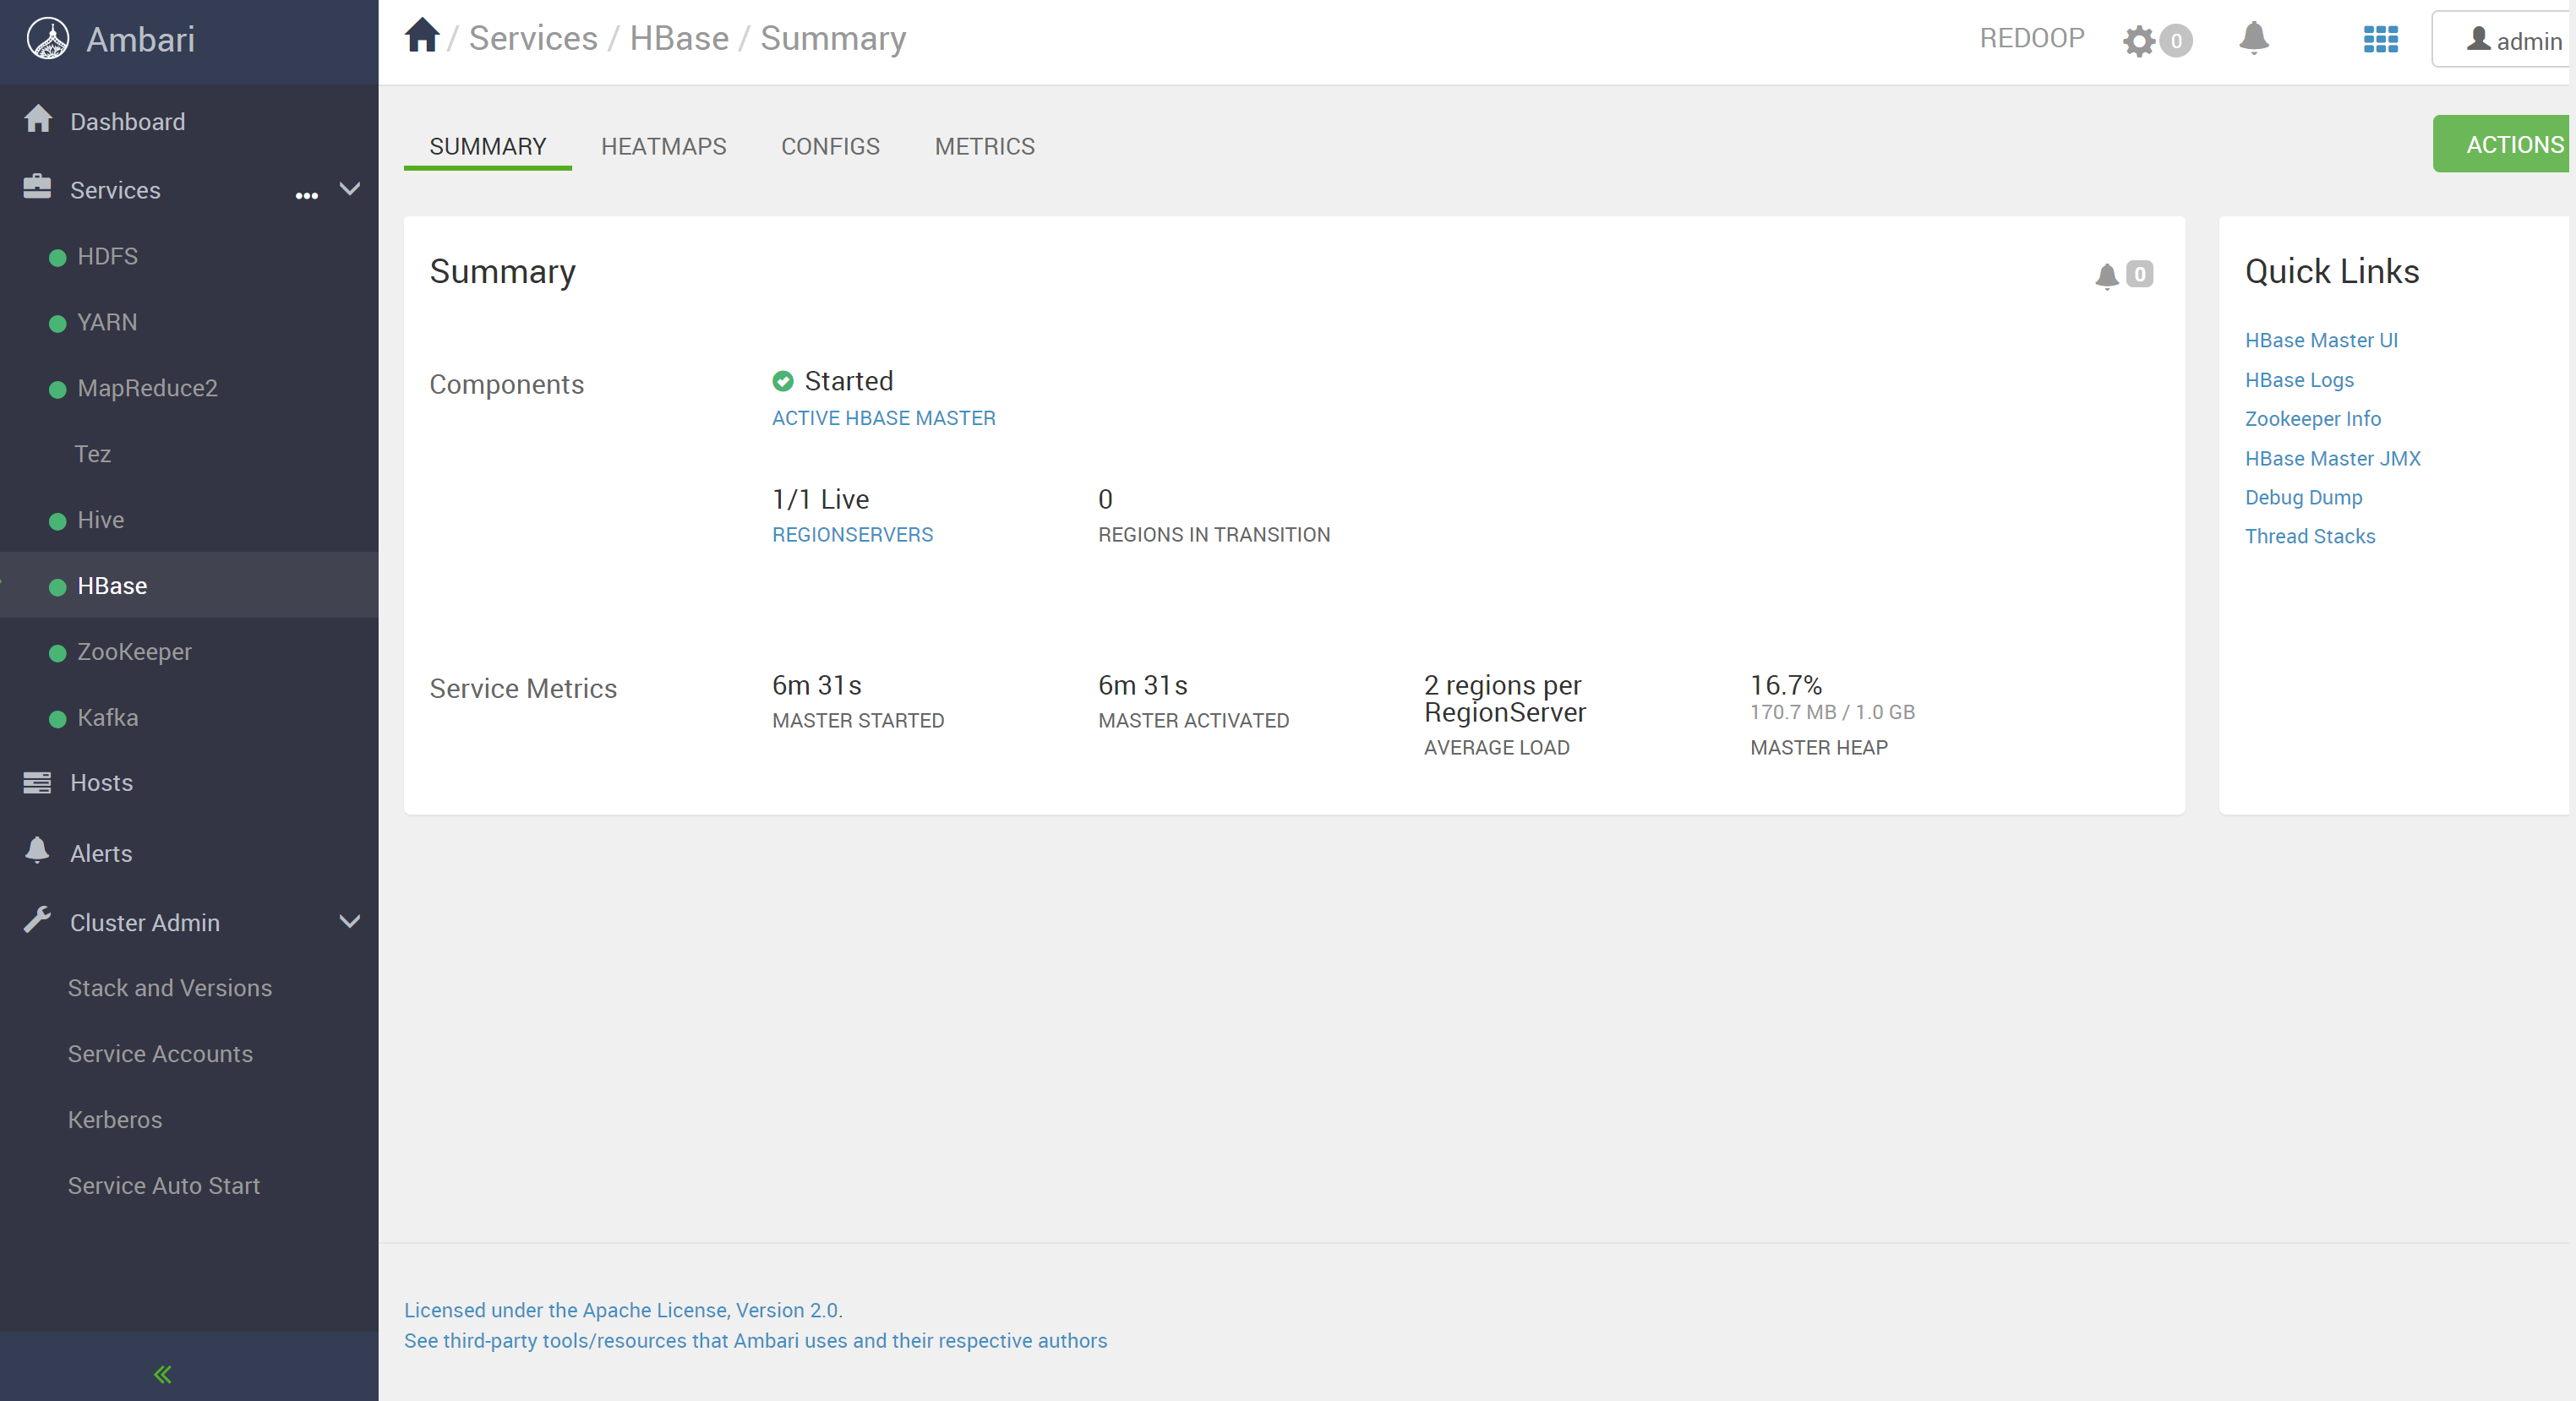 Ambari
/ Services / HBase / Summary
REDOOP
0
admin
Dashboard
Services
HDFS
YARN
MapReduce2
Tez
Hive
HBase
ZooKeeper
Kafka
Hosts
Alerts
Cluster Admin
Stack and Versions
Service Accounts
Kerberos
Service Auto Start
SUMMARY HEATMAPS CONFIGS METRICS
ACTIONS
Summary
0
Components
Started
ACTIVE HBASE MASTER
1/1 Live
REGIONSERVERS
0
REGIONS IN TRANSITION
Service Metrics
6m 31s
MASTER STARTED
6m 31s
MASTER ACTIVATED
2 regions per
RegionServer
AVERAGE LOAD
16.7%
170.7 MB / 1.0 GB
MASTER HEAP
Quick Links
HBase Master UI
HBase Logs
Zookeeper Info
HBase Master JMX
Debug Dump
Thread Stacks
Licensed under the Apache License, Version 2.0.
See third-party tools/resources that Ambari uses and their respective authors